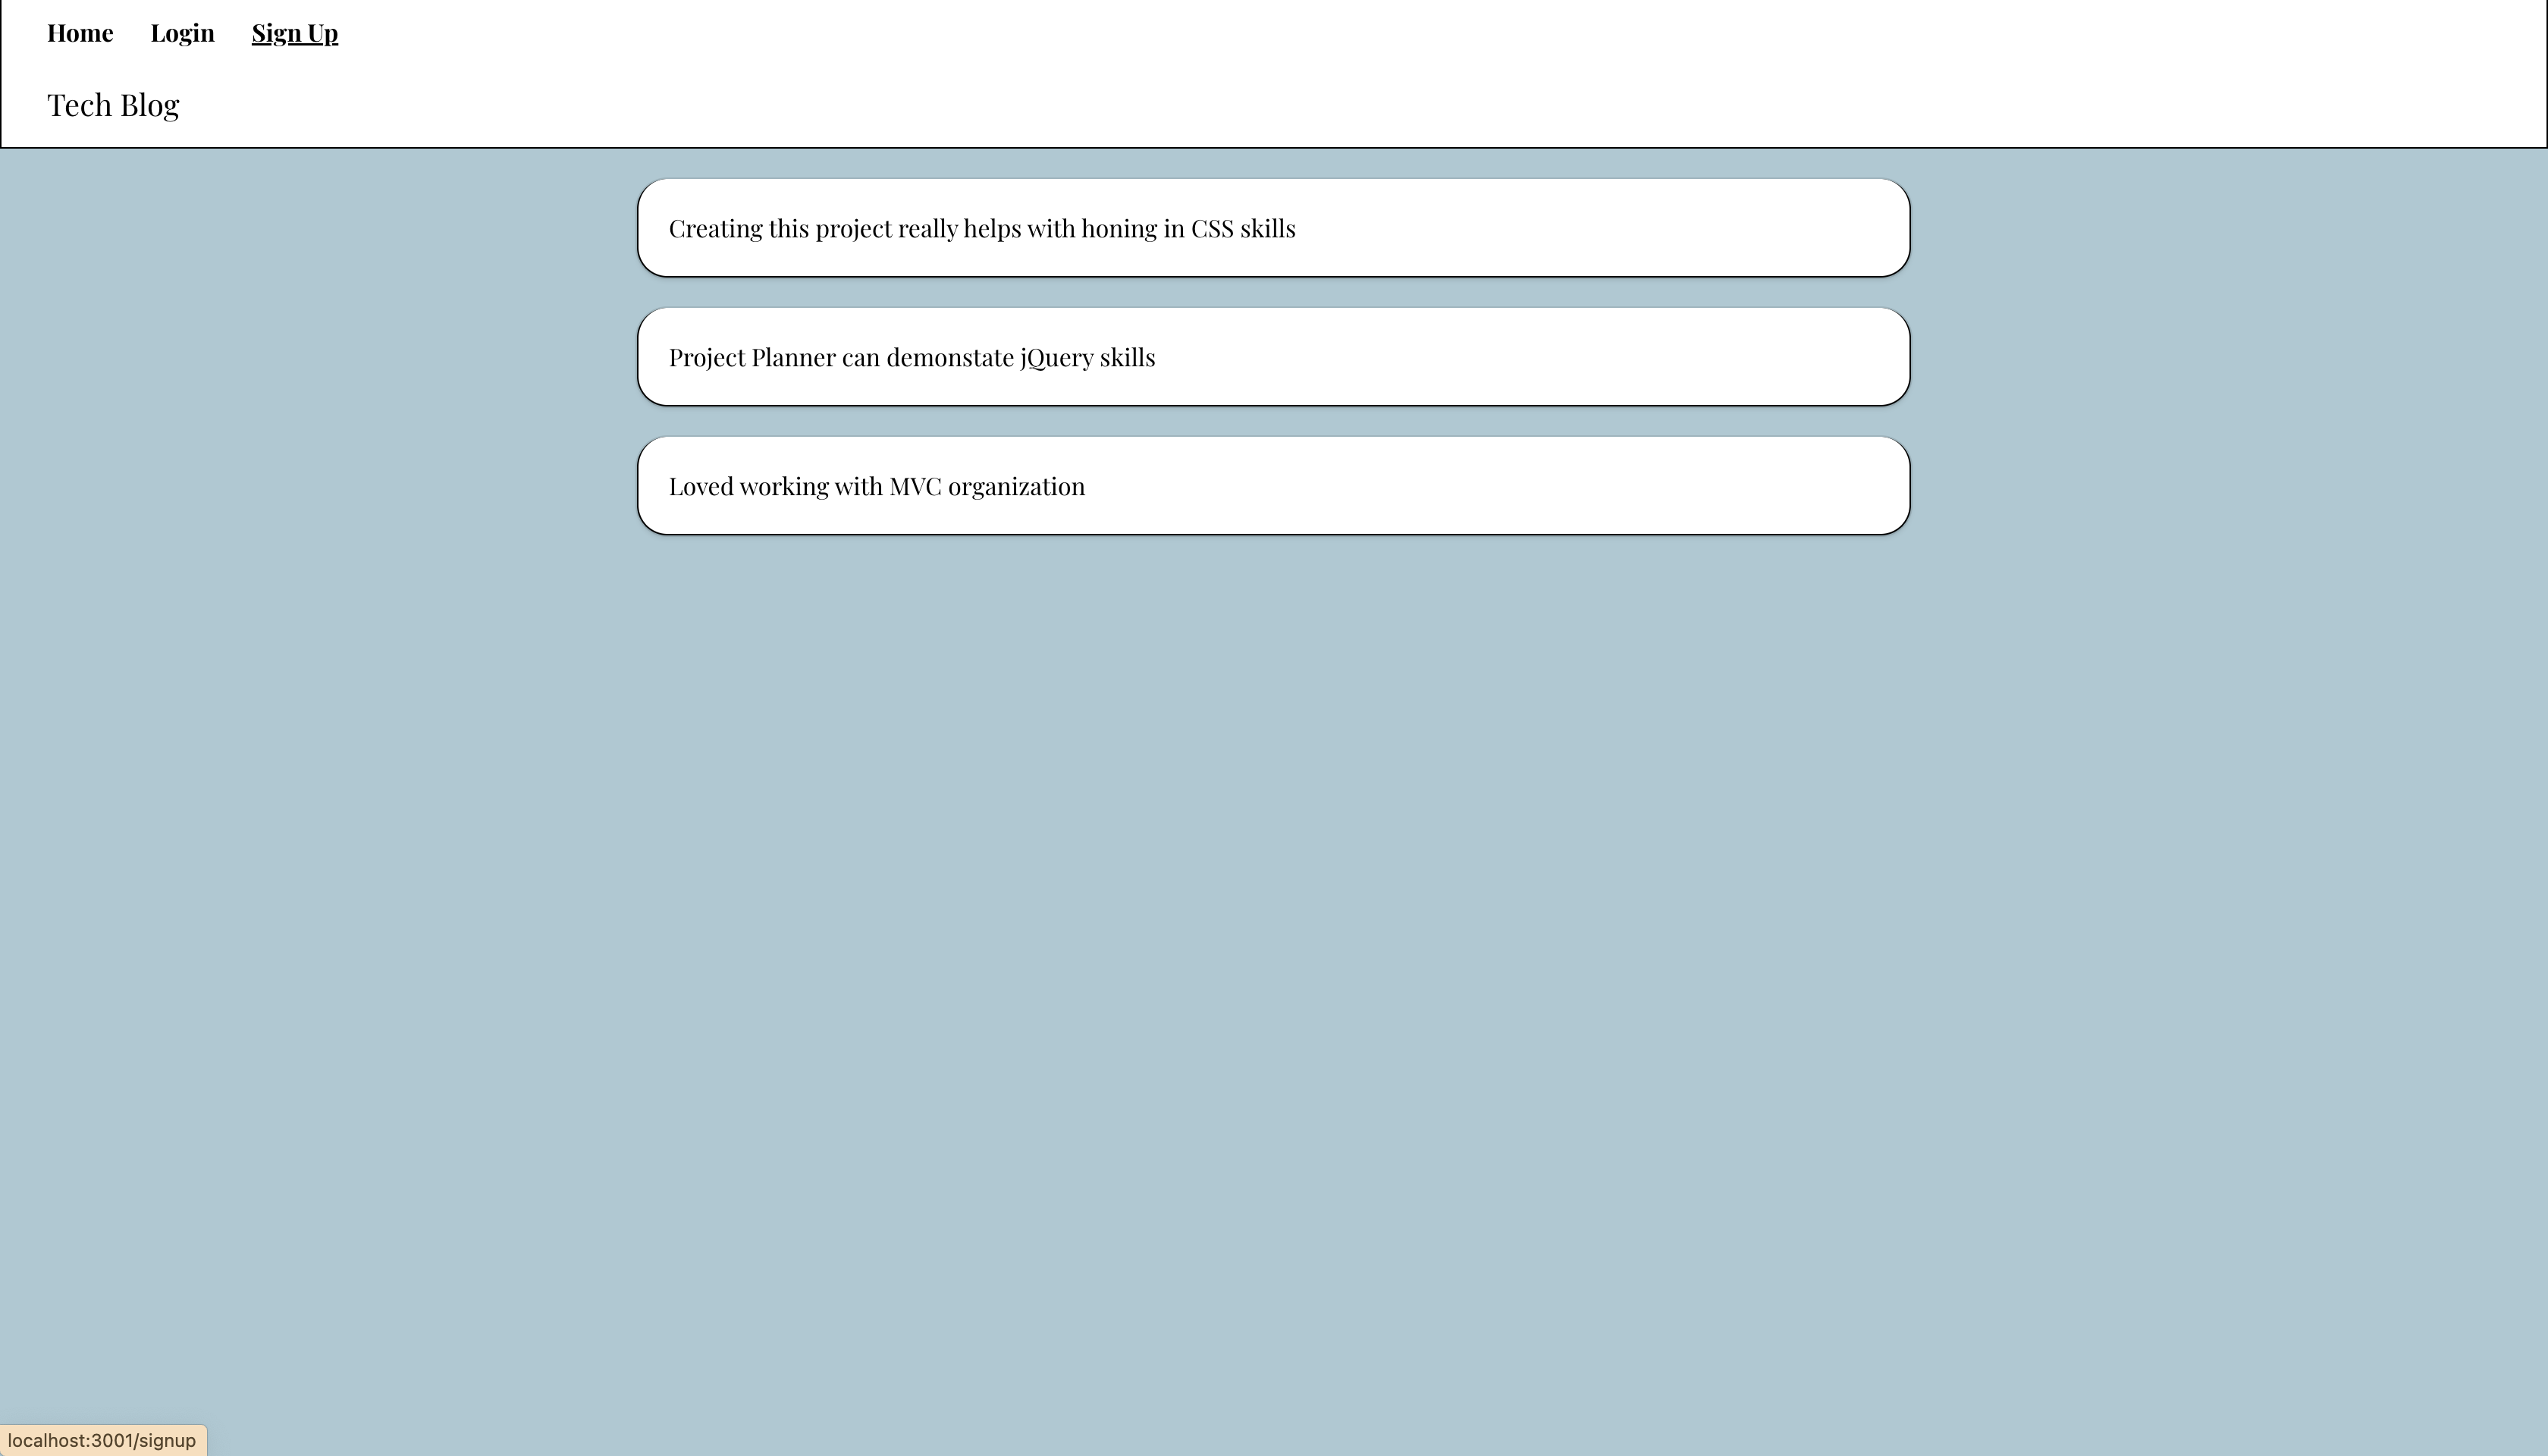 Home Login Sign Up
Tech Blog
Creating this project really helps with honing in CSS skills
Project Planner can demonstate jQuery skills
Loved working with MVC organization
localhost:3001/signup